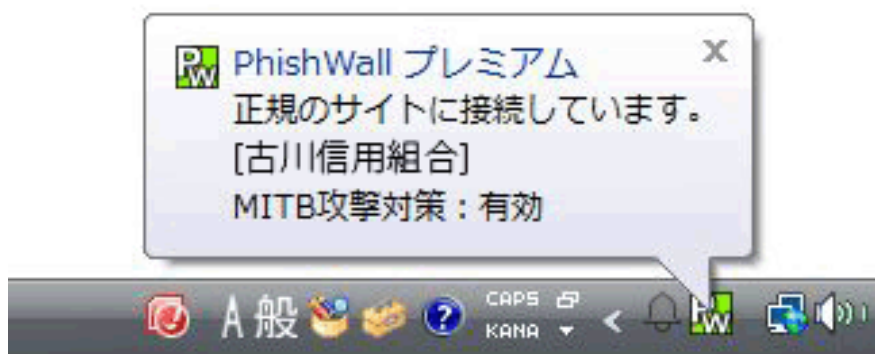 PW PhishWall プレミアム
正規のサイトに接続しています。
[古川信用組合]
MITB攻撃対策：有効
A 般 CAPS
KANA
PW